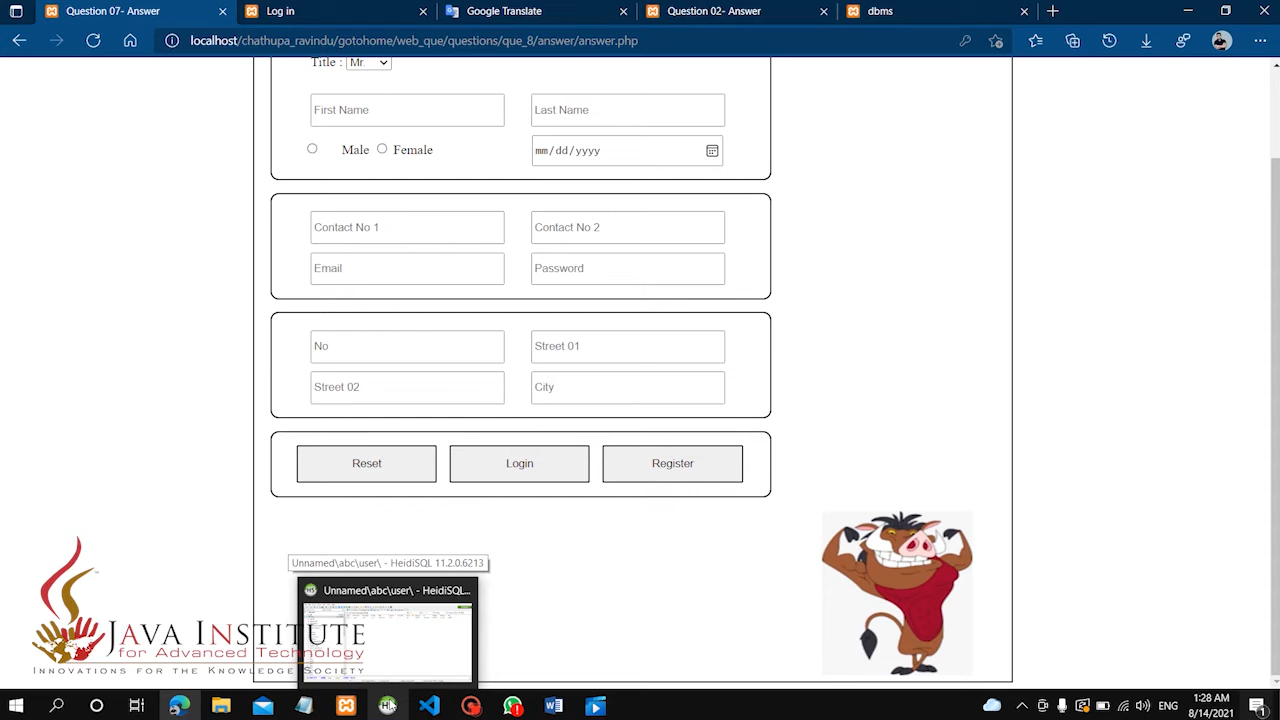 Question 07- Answer
Log in
Google Translate
Question 02- Answer
dbms
localhost/chathupa_ravindu/gotohome/web_que/questions/que_8/answer/answer.php
Title : Mr.
First Name
Last Name
Male
Female
mm/dd/yyyy
Contact No 1
Contact No 2
Email
Password
No
Street 01
Street 02
City
Reset
Login
Register
Unnamed\abc\user\ - HeidiSQL 11.2.0.6213
Unnamed\abc\user\ - HeidiSQL...
JAVA INSTITUTE
for Advanced Technology
INNOVATIONS FOR THE KNOWLEDGE SOCIETY
ENG
1:28 AM
8/14/2021
1